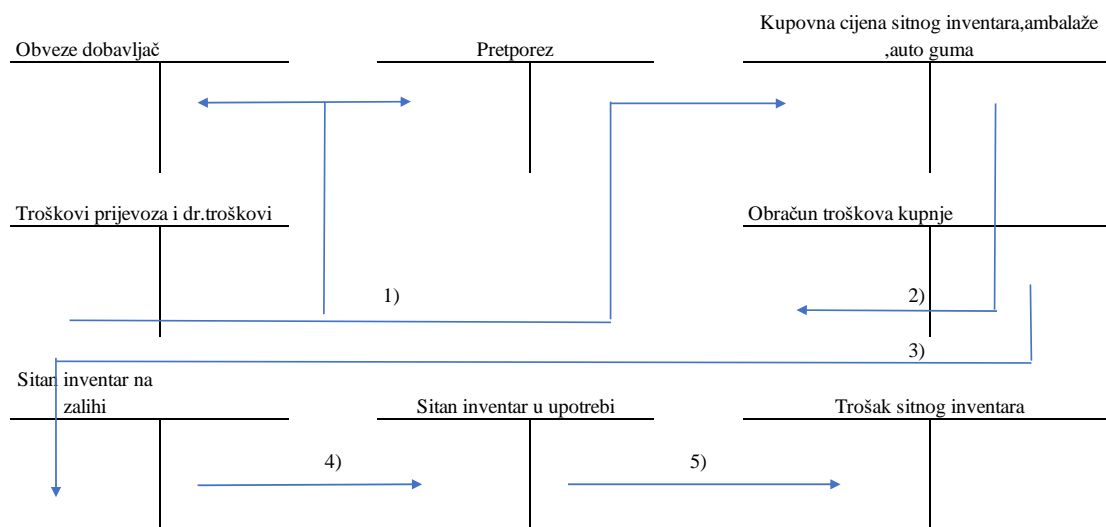 Kupovna cijena sitnog inventara,ambalaže
,auto guma
Obveze dobavljač
Pretporez
Troškovi prijevoza i dr.troškovi
Obračun troškova kupnje
1)
2)
3)
Sitan inventar na
zalihi
Sitan inventar u upotrebi
Trošak sitnog inventara
4)
5)